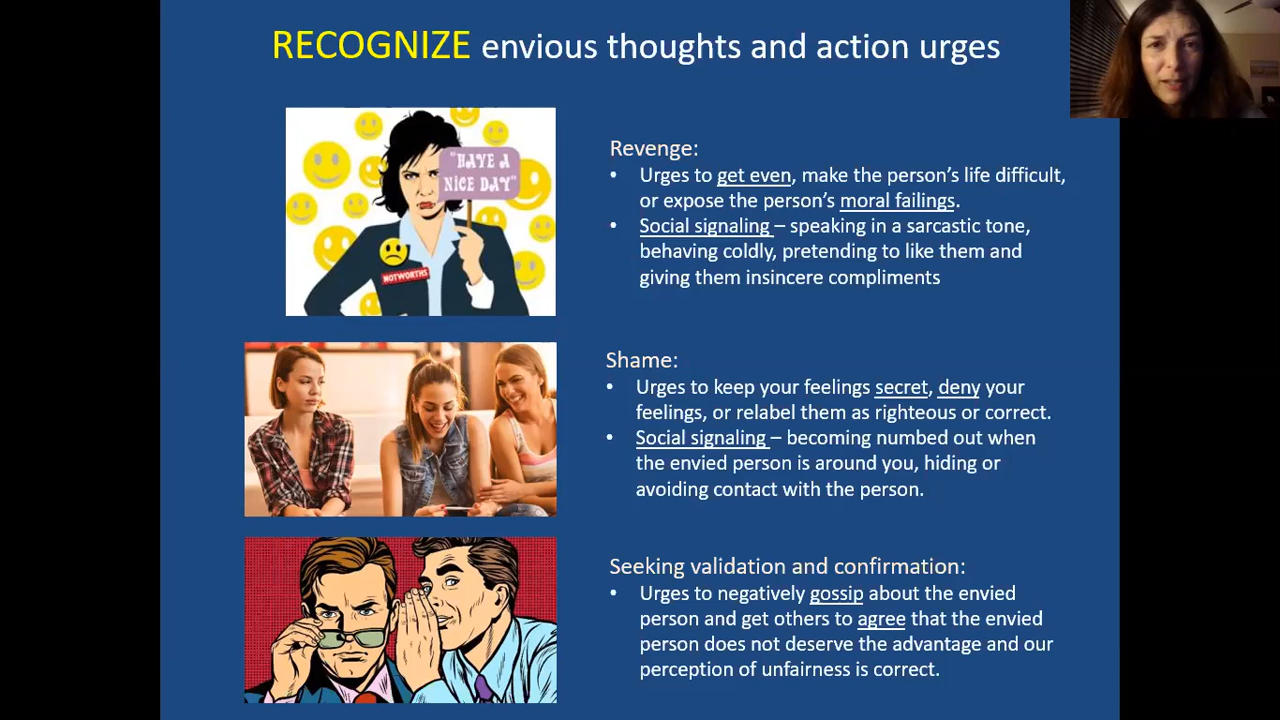 RECOGNIZE envious thoughts and action urges
"HAVE A
NICE DAY"
NOTWORTHS
Revenge:
• Urges to get even, make the person's life difficult,
or expose the person's moral failings.
• Social signaling – speaking in a sarcastic tone,
behaving coldly, pretending to like them and
giving them insincere compliments
Shame:
• Urges to keep your feelings secret, deny your
feelings, or relabel them as righteous or correct.
• Social signaling – becoming numbed out when
the envied person is around you, hiding or
avoiding contact with the person.
Seeking validation and confirmation:
• Urges to negatively gossip about the envied
person and get others to agree that the envied
person does not deserve the advantage and our
perception of unfairness is correct.